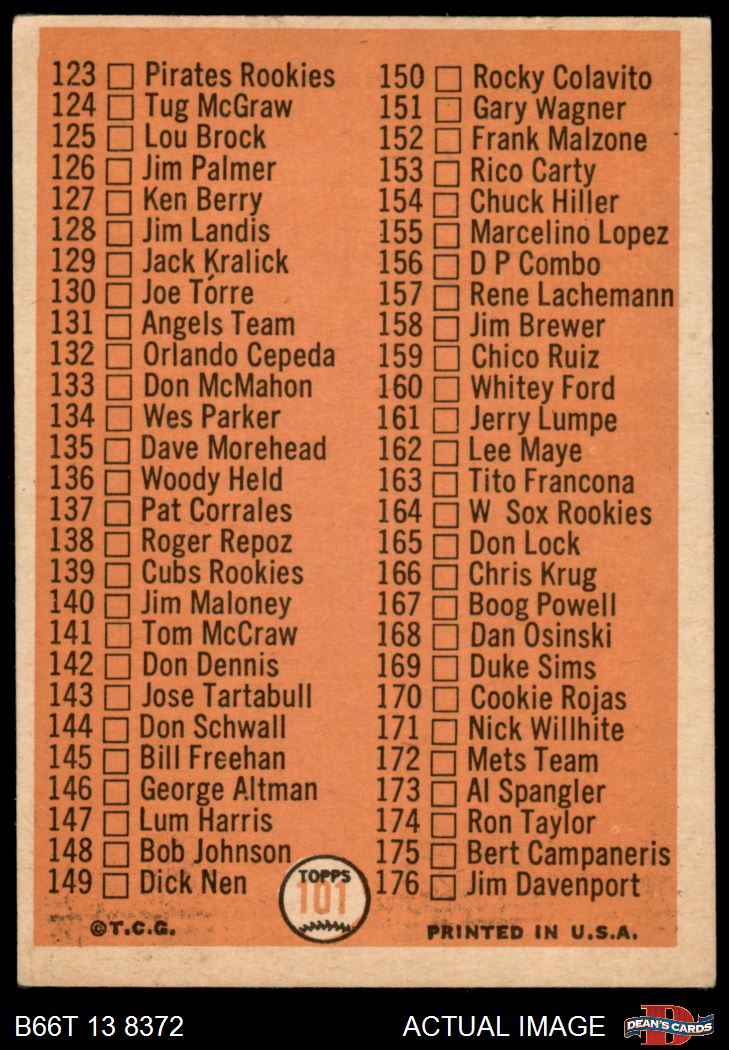 123 Pirates Rookies
124 Tug McGraw
125 Lou Brock
126 Jim Palmer
127 Ken Berry
128 Jim Landis
129 Jack Kralick
130 Joe Torre
131 Angels Team
132 Orlando Cepeda
133 Don McMahon
134 Wes Parker
135 Dave Morehead
136 Woody Held
137 Pat Corrales
138 Roger Repoz
139 Cubs Rookies
140 Jim Maloney
141 Tom McCraw
142 Don Dennis
143 Jose Tartabull
144 Don Schwall
145 Bill Freehan
146 George Altman
147 Lum Harris
148 Bob Johnson
149 Dick Nen
150 Rocky Colavito
151 Gary Wagner
152 Frank Malzone
153 Rico Carty
154 Chuck Hiller
155 Marcelino Lopez
156 D P Combo
157 Rene Lachemann
158 Jim Brewer
159 Chico Ruiz
160 Whitey Ford
161 Jerry Lumpe
162 Lee Maye
163 Tito Francona
164 W Sox Rookies
165 Don Lock
166 Chris Krug
167 Boog Powell
168 Dan Osinski
169 Duke Sims
170 Cookie Rojas
171 Nick Willhite
172 Mets Team
173 Al Spangler
174 Ron Taylor
175 Bert Campaneris
176 Jim Davenport
TOPPS
101
©T.C.G.
PRINTED IN U.S.A.
B66T 13 8372
ACTUAL IMAGE
D
DEAN'S CARDS